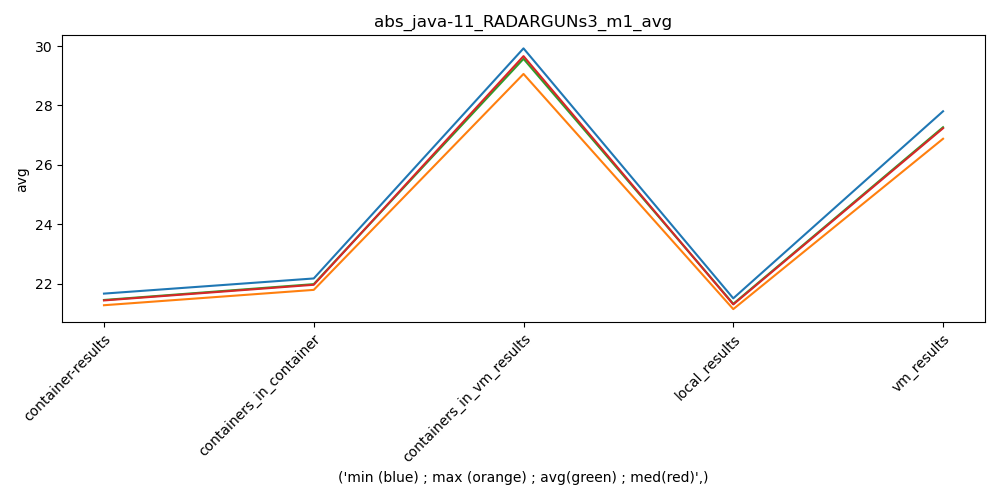 abs_java-11_RADARGUNs3_m1_avg
avg
30
28
26
24
22
container-results
containers_in_container
containers_in_vm_results
local_results
vm_results
('min (blue) ; max (orange) ; avg(green) ; med(red)',)